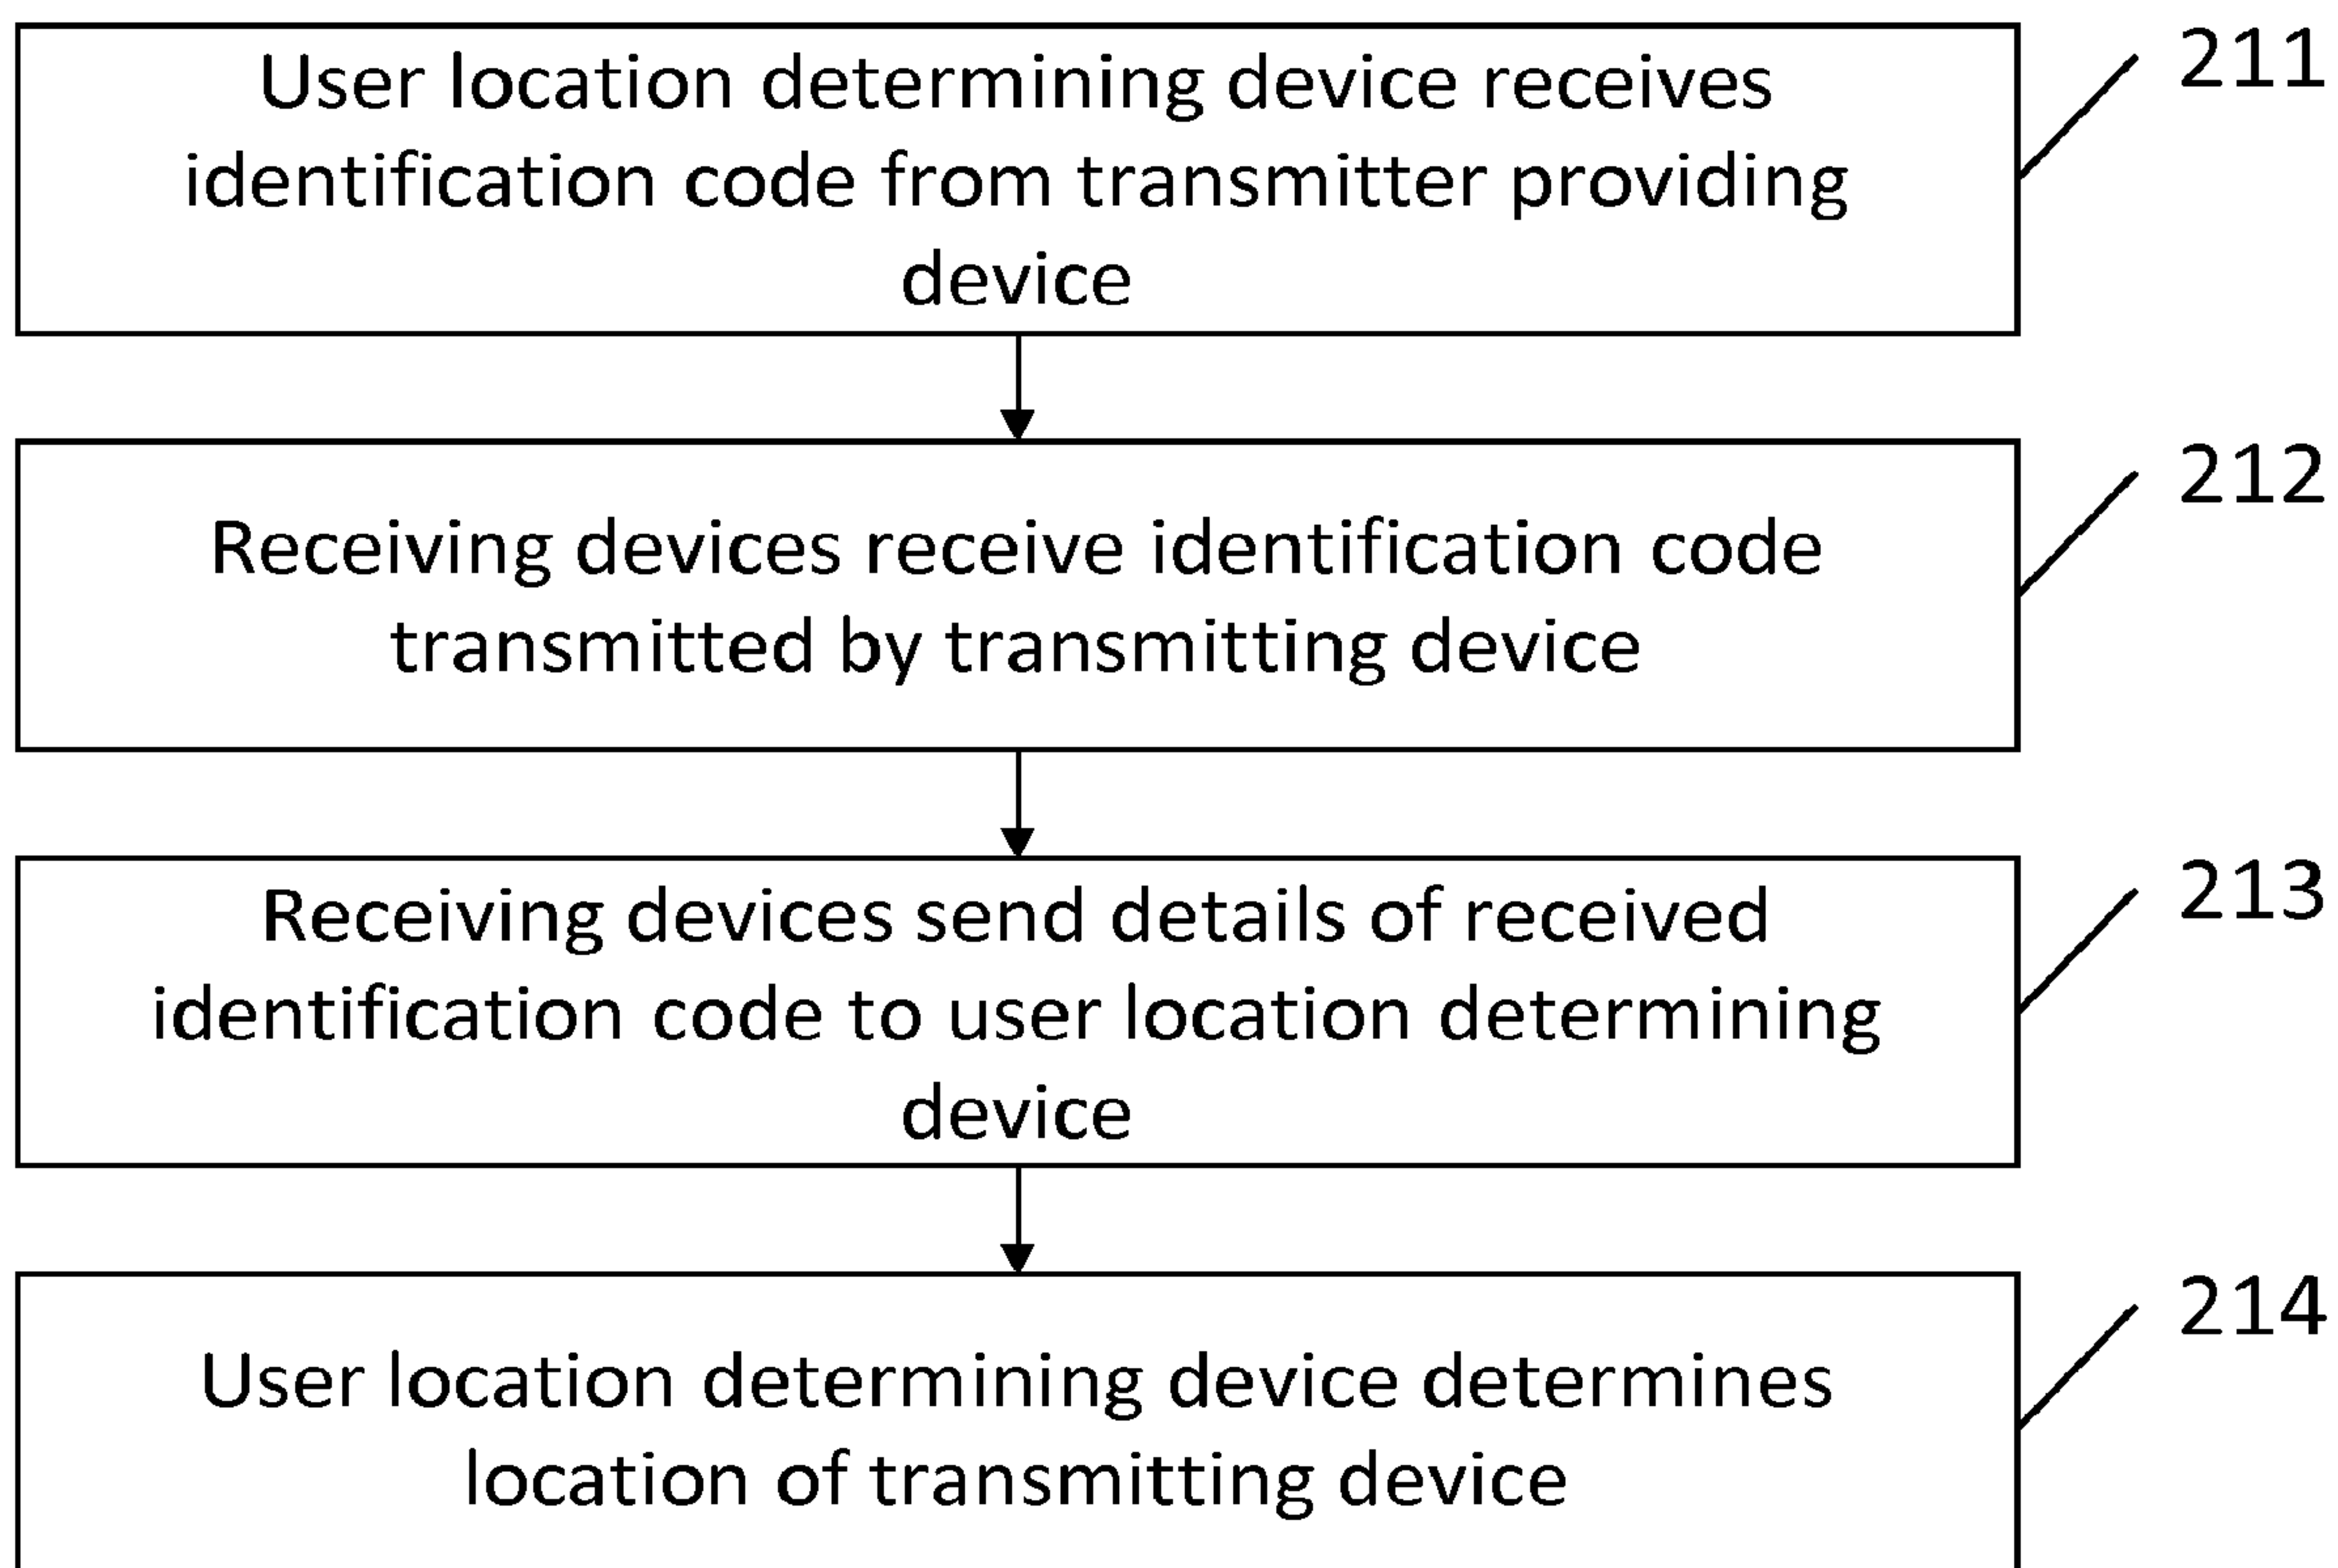 User location determining device receives
identification code from transmitter providing
device
211
Receiving devices receive identification code
transmitted by transmitting device
212
Receiving devices send details of received
identification code to user location determining
device
213
User location determining device determines
location of transmitting device
214